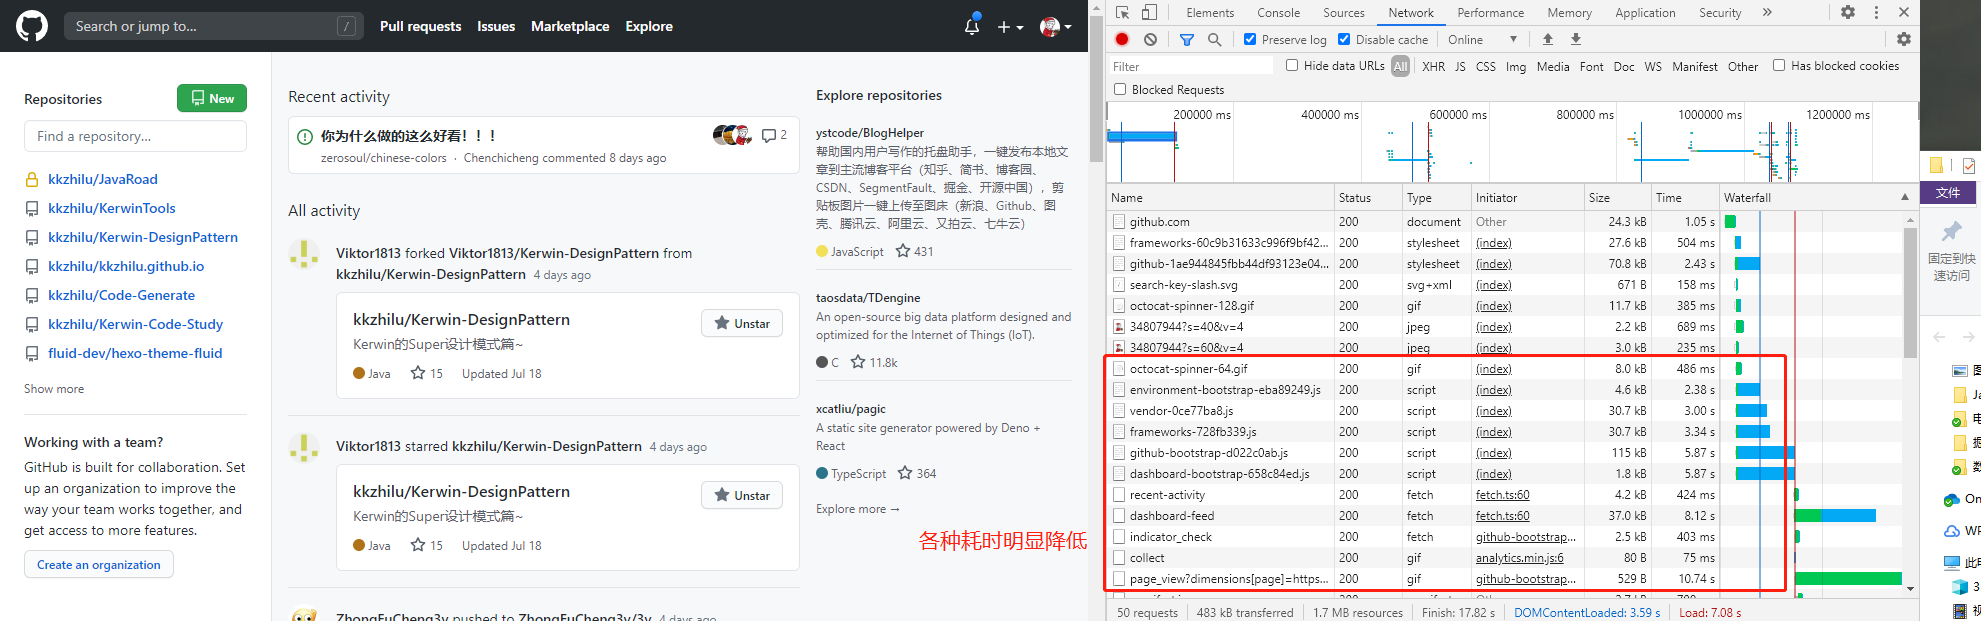 Search or jump to...
/
Pull requests
Issues
Marketplace
Explore
Repositories
New
Find a repository...
kkzhilu/JavaRoad
kkzhilu/KerwinTools
kkzhilu/Kerwin-DesignPattern
kkzhilu/kkzhilu.github.io
kkzhilu/Code-Generate
kkzhilu/Kerwin-Code-Study
fluid-dev/hexo-theme-fluid
Show more
Working with a team?
GitHub is built for collaboration. Set
up an organization to improve the
way your team works together, and
get access to more features.
Create an organization
Recent activity
你为什么做的这么好看！！！
2
zerosoul/chinese-colors · Chenchicheng commented 8 days ago
All activity
Viktor1813 forked Viktor1813/Kerwin-DesignPattern from
kkzhilu/Kerwin-DesignPattern 4 days ago
kkzhilu/Kerwin-DesignPattern
Unstar
Kerwin的Super设计模式篇~
Java 15 Updated Jul 18
Viktor1813 starred kkzhilu/Kerwin-DesignPattern 4 days ago
kkzhilu/Kerwin-DesignPattern
Unstar
Kerwin的Super设计模式篇~
Java 15 Updated Jul 18
ZhongFuCheng3y pushed to ZhongFuCheng3y/3y 4 days ago
Explore repositories
ystcode/BlogHelper
帮助国内用户写作的托盘助手，一键发布本地文
章到主流博客平台（知乎、简书、博客园、
CSDN、SegmentFault、掘金、开源中国），剪
贴板图片一键上传至图床（新浪、Github、图
壳、腾讯云、阿里云、又拍云、七牛云）
JavaScript 431
taosdata/TDengine
An open-source big data platform designed and
optimized for the Internet of Things (IoT).
C 11.8k
xcatliu/pagic
A static site generator powered by Deno +
React
TypeScript 364
Explore more →
各种耗时明显降低
Elements Console Sources Network Performance Memory Application Security »
Preserve log Disable cache Online
Filter
Hide data URLs All XHR JS CSS Img Media Font Doc WS Manifest Other Has blocked cookies
Blocked Requests
200000 ms 400000 ms 600000 ms 800000 ms 1000000 ms 1200000 ms
Name Status Type Initiator Size Time Waterfall
github.com 200 document Other 24.3 kB 1.05 s
frameworks-60c9b31633c996f9bf42... 200 stylesheet (index) 27.6 kB 504 ms
github-1ae944845fbb44df93123e04... 200 stylesheet (index) 70.8 kB 2.43 s
search-key-slash.svg 200 svg+xml (index) 671 B 158 ms
octocat-spinner-128.gif 200 gif (index) 11.7 kB 385 ms
34807944?s=40&v=4 200 jpeg (index) 2.2 kB 689 ms
34807944?s=60&v=4 200 jpeg (index) 3.0 kB 235 ms
octocat-spinner-64.gif 200 gif (index) 8.0 kB 486 ms
environment-bootstrap-eba89249.js 200 script (index) 4.6 kB 2.38 s
vendor-0ce77ba8.js 200 script (index) 30.7 kB 3.00 s
frameworks-728fb339.js 200 script (index) 30.7 kB 3.34 s
github-bootstrap-d022c0ab.js 200 script (index) 115 kB 5.87 s
dashboard-bootstrap-658c84ed.js 200 script (index) 1.8 kB 5.87 s
recent-activity 200 fetch fetch.ts:60 4.2 kB 424 ms
dashboard-feed 200 fetch fetch.ts:60 37.0 kB 8.12 s
indicator_check 200 fetch github-bootstrap... 2.5 kB 403 ms
collect 200 gif analytics.min.js:6 80 B 75 ms
page_view?dimensions[page]=https... 200 gif github-bootstrap... 529 B 10.74 s
50 requests 483 kB transferred 1.7 MB resources Finish: 17.82 s DOMContentLoaded: 3.59 s Load: 7.08 s
文件
固定到快
速访问